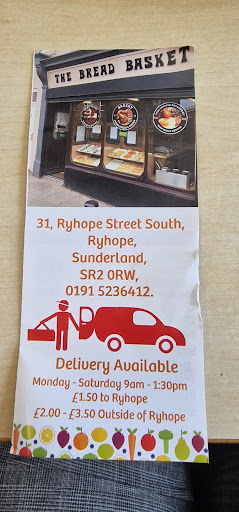 THE BREAD BASKET
31, Ryhope Street South,
Ryhope,
Sunderland,
SR2 0RW,
0191 5236412.
Delivery Available
Monday - Saturday 9am - 1:30pm
£1.50 to Ryhope
£2.00 - £3.50 Outside of Ryhope